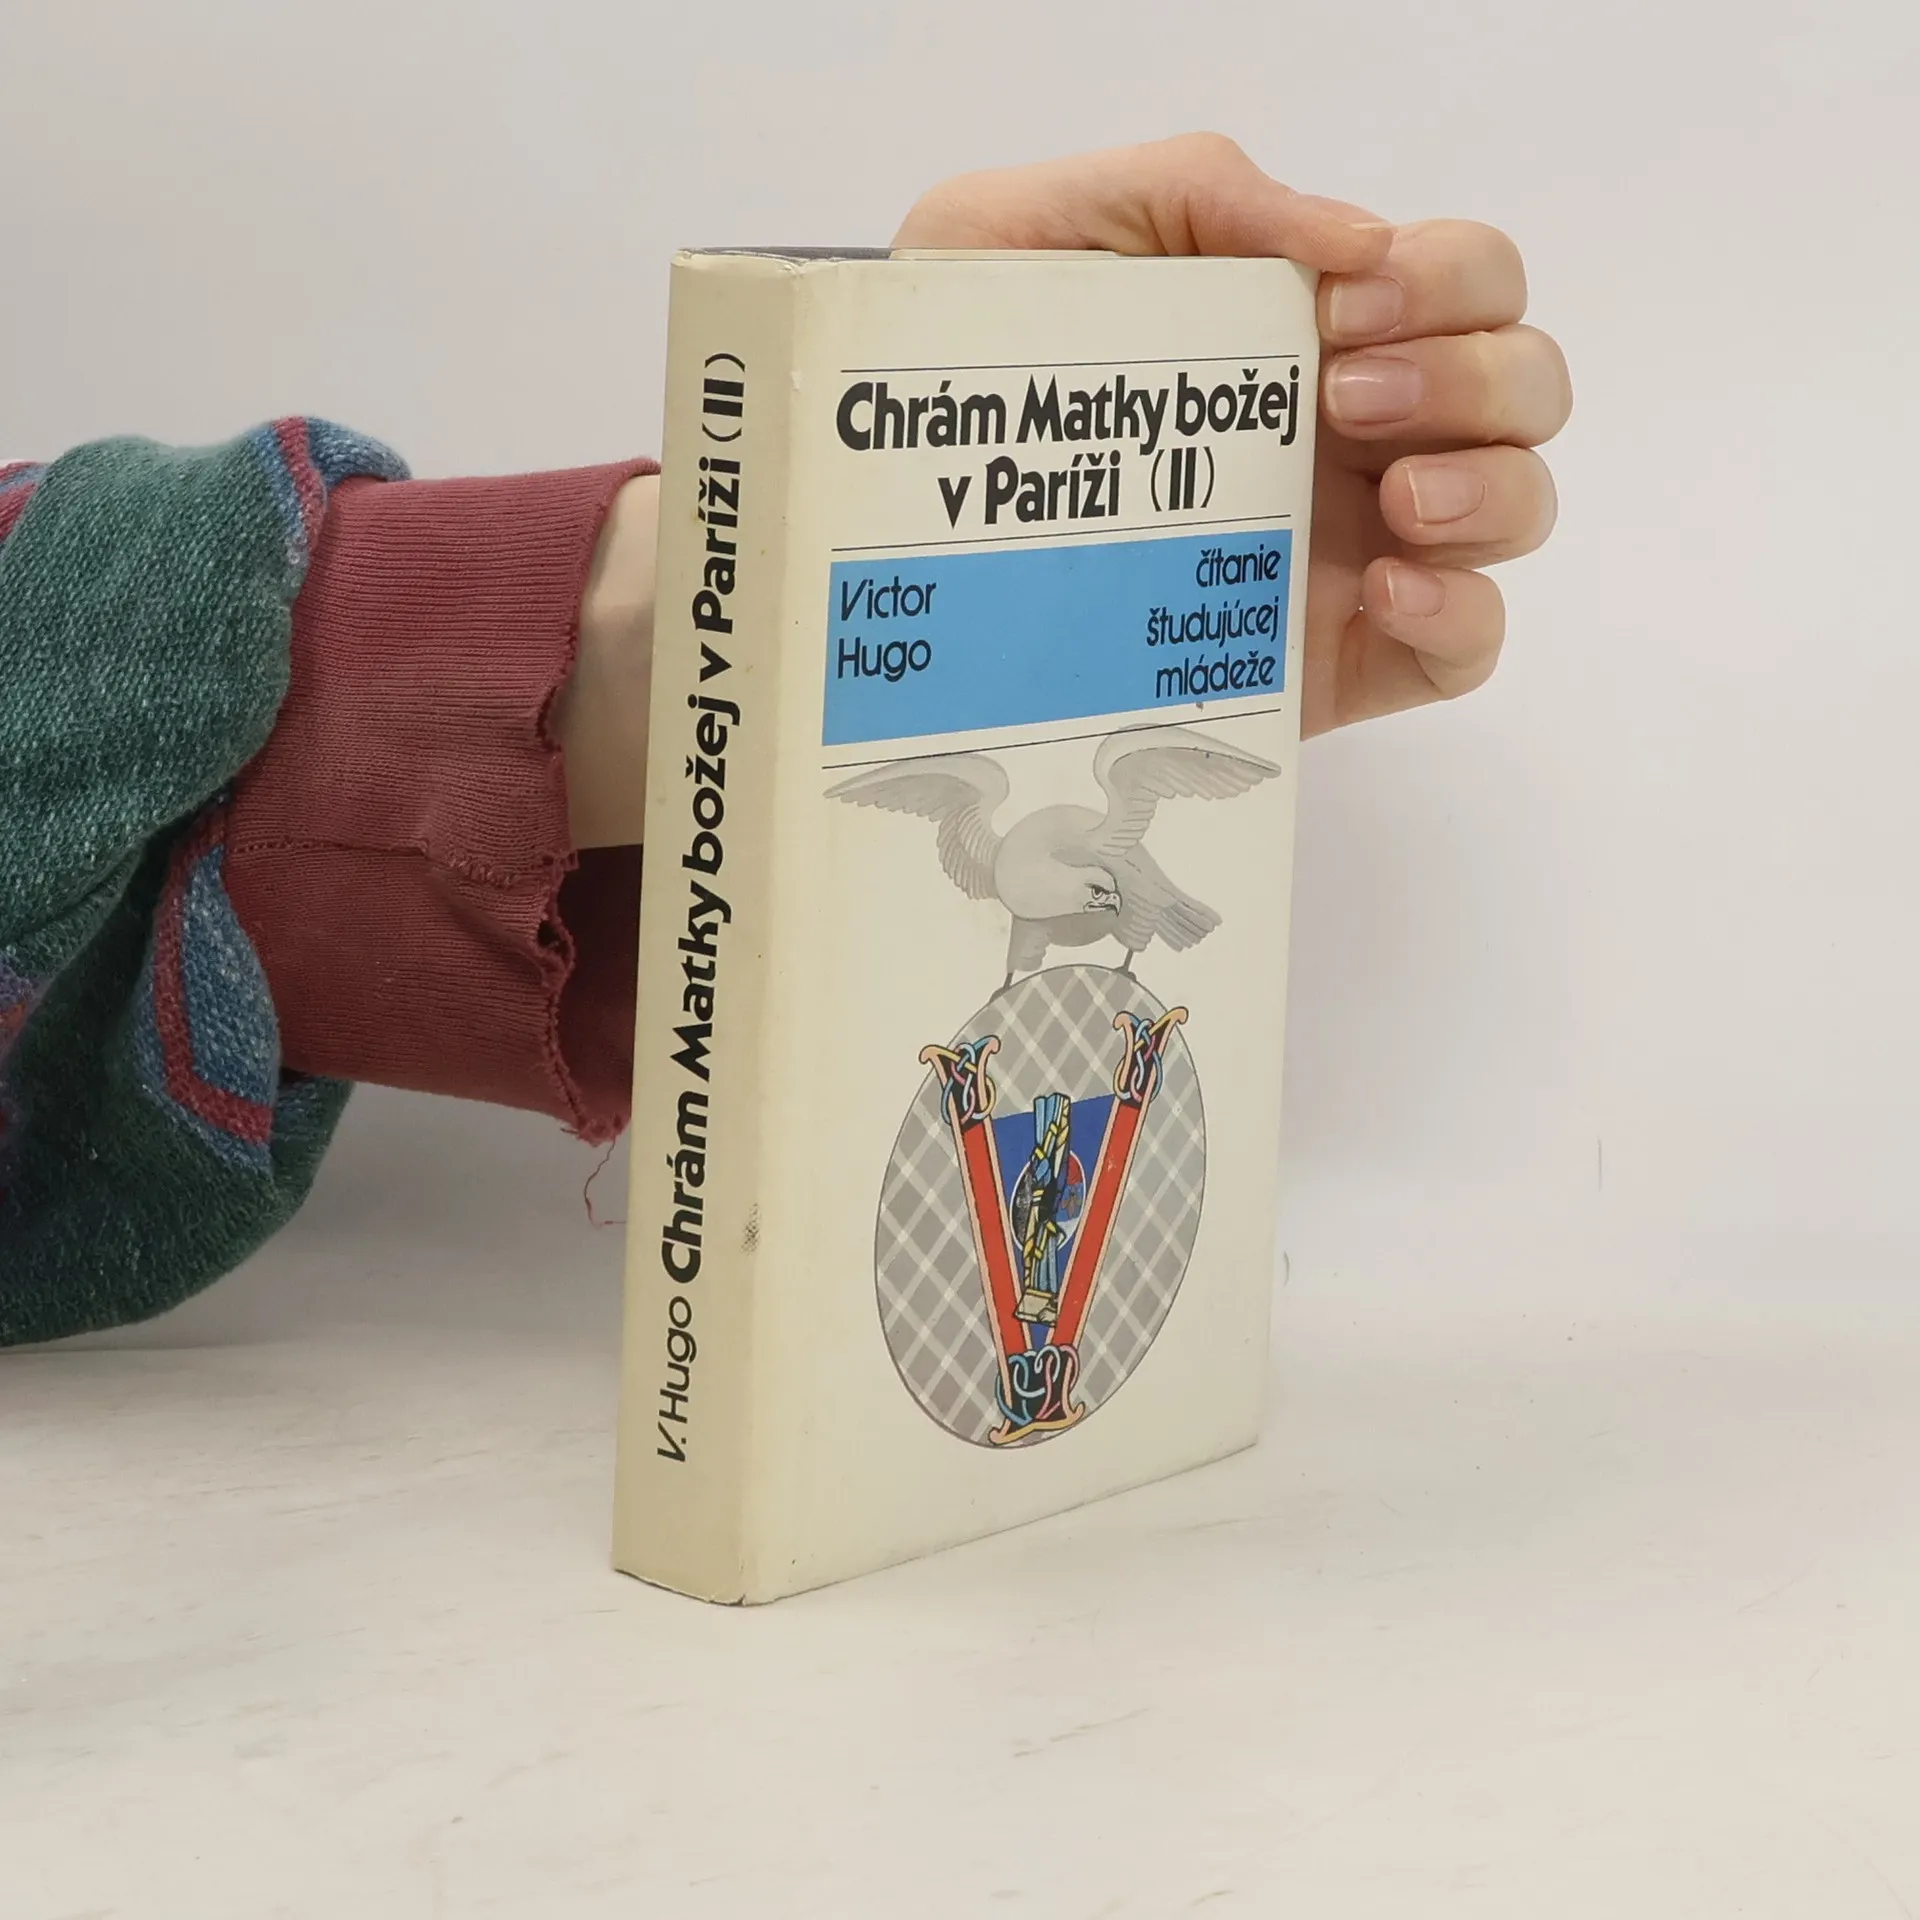 V. Hugo Chrám Matky božej v Paríži (II)
Chrám Matky božej
v Paríži (II)
Victor
Hugo
čítanie
študujúcej
mládeže
V